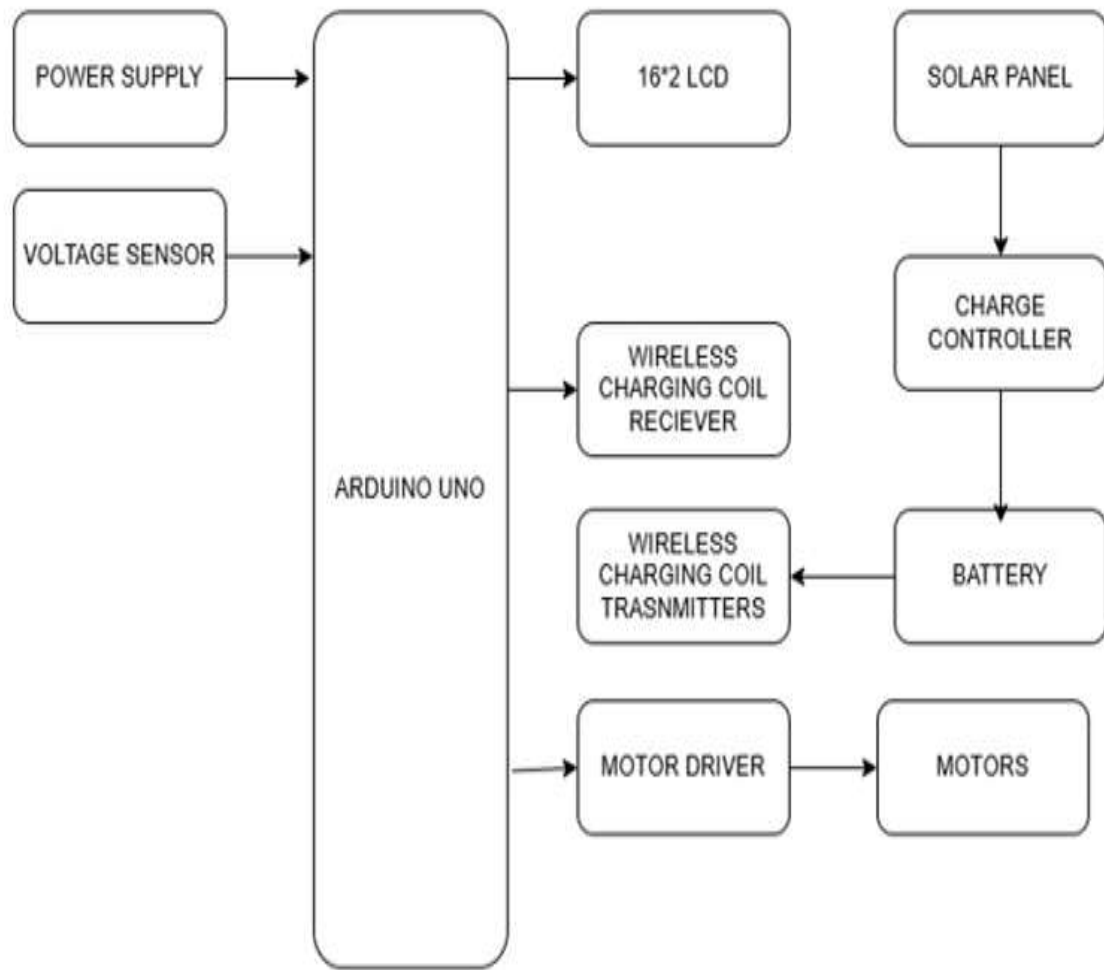 POWER SUPPLY
16*2 LCD
SOLAR PANEL
VOLTAGE SENSOR
CHARGE
CONTROLLER
WIRELESS
CHARGING COIL
RECIEVER
ARDUINO UNO
WIRELESS
CHARGING COIL
TRASNMITTERS
BATTERY
MOTOR DRIVER
MOTORS